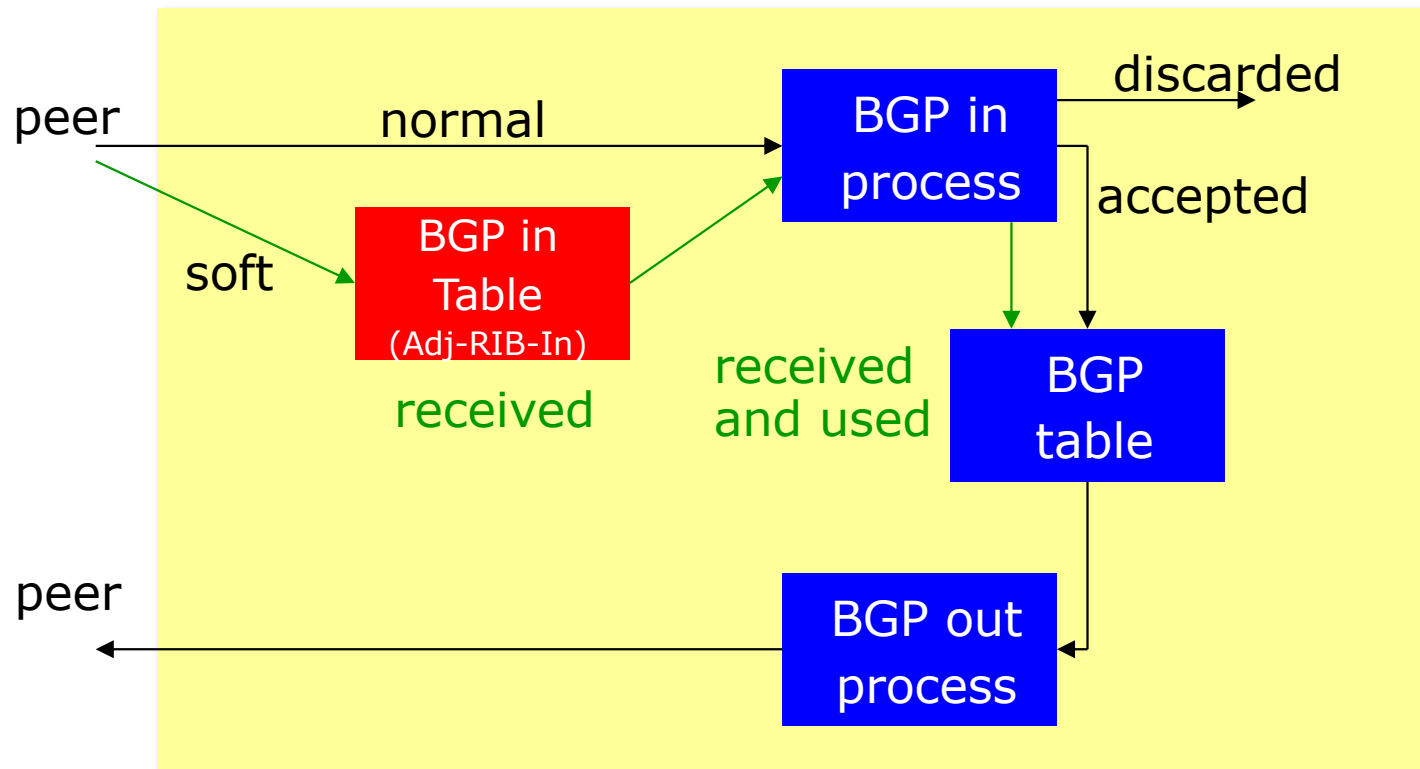 discarded
peer
normal
BGP in
process
accepted
soft
BGP in
Table
(Adj-RIB-In)
received
received
and used
BGP
table
peer
BGP out
process